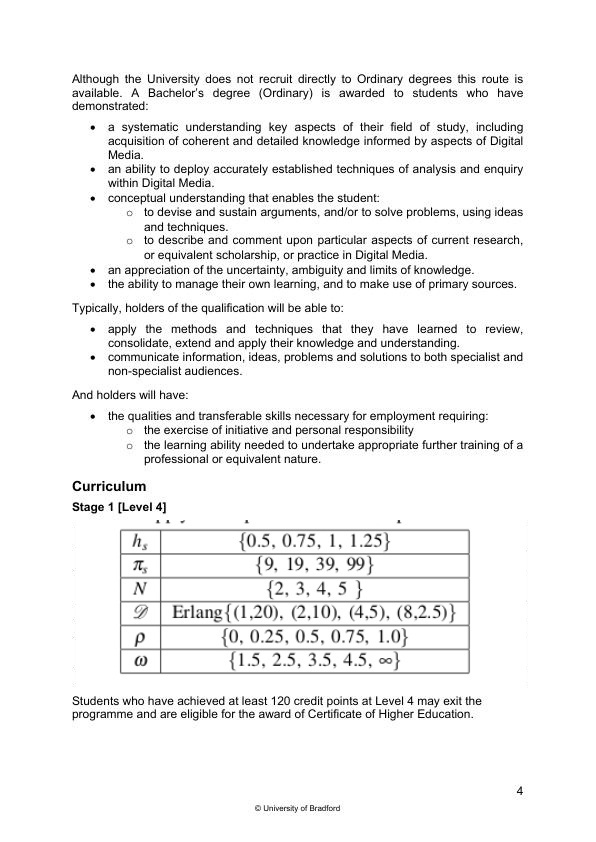 Although the University does not recruit directly to Ordinary degrees this route is
available. A Bachelor's degree (Ordinary) is awarded to students who have
demonstrated:
• a systematic understanding key aspects of their field of study, including
acquisition of coherent and detailed knowledge informed by aspects of Digital
Media.
• an ability to deploy accurately established techniques of analysis and enquiry
within Digital Media.
• conceptual understanding that enables the student:
o to devise and sustain arguments, and/or to solve problems, using ideas
and techniques.
o to describe and comment upon particular aspects of current research,
or equivalent scholarship, or practice in Digital Media.
• an appreciation of the uncertainty, ambiguity and limits of knowledge.
• the ability to manage their own learning, and to make use of primary sources.
Typically, holders of the qualification will be able to:
• apply the methods and techniques that they have learned to review,
consolidate, extend and apply their knowledge and understanding.
• communicate information, ideas, problems and solutions to both specialist and
non-specialist audiences.
And holders will have:
• the qualities and transferable skills necessary for employment requiring:
o the exercise of initiative and personal responsibility
o the learning ability needed to undertake appropriate further training of a
professional or equivalent nature.
Curriculum
Stage 1 [Level 4]
hₛ {0.5, 0.75, 1, 1.25}
πₛ {9, 19, 39, 99}
N {2, 3, 4, 5 }
𝒟 Erlang{(1,20), (2,10), (4,5), (8,2.5)}
ρ {0, 0.25, 0.5, 0.75, 1.0}
ω {1.5, 2.5, 3.5, 4.5, ∞}
Students who have achieved at least 120 credit points at Level 4 may exit the
programme and are eligible for the award of Certificate of Higher Education.
4
© University of Bradford